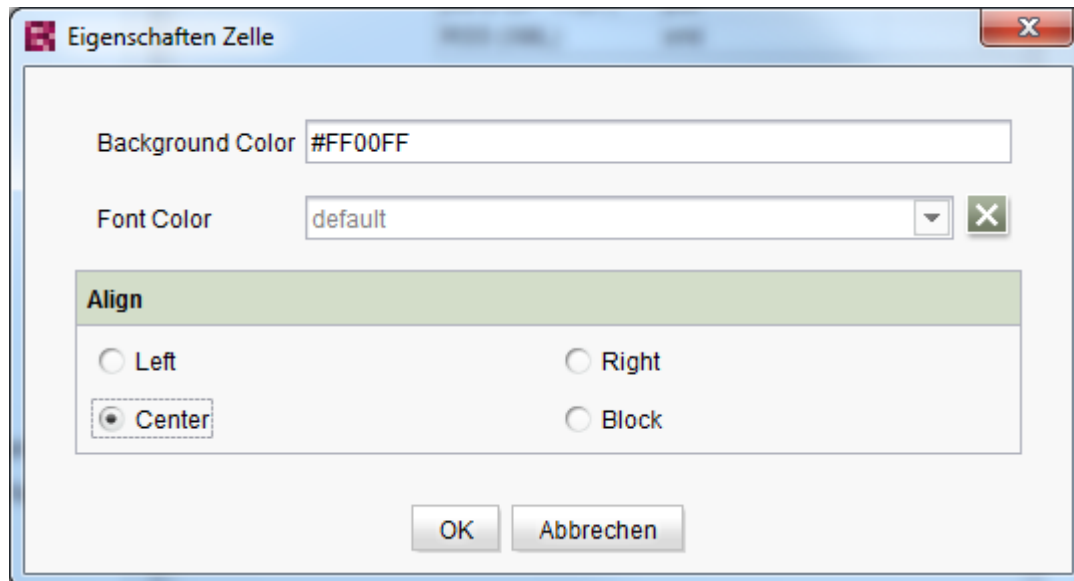 Eigenschaften Zelle
Background Color #FF00FF
Font Color default
Align
Left Right
Center Block
OK Abbrechen